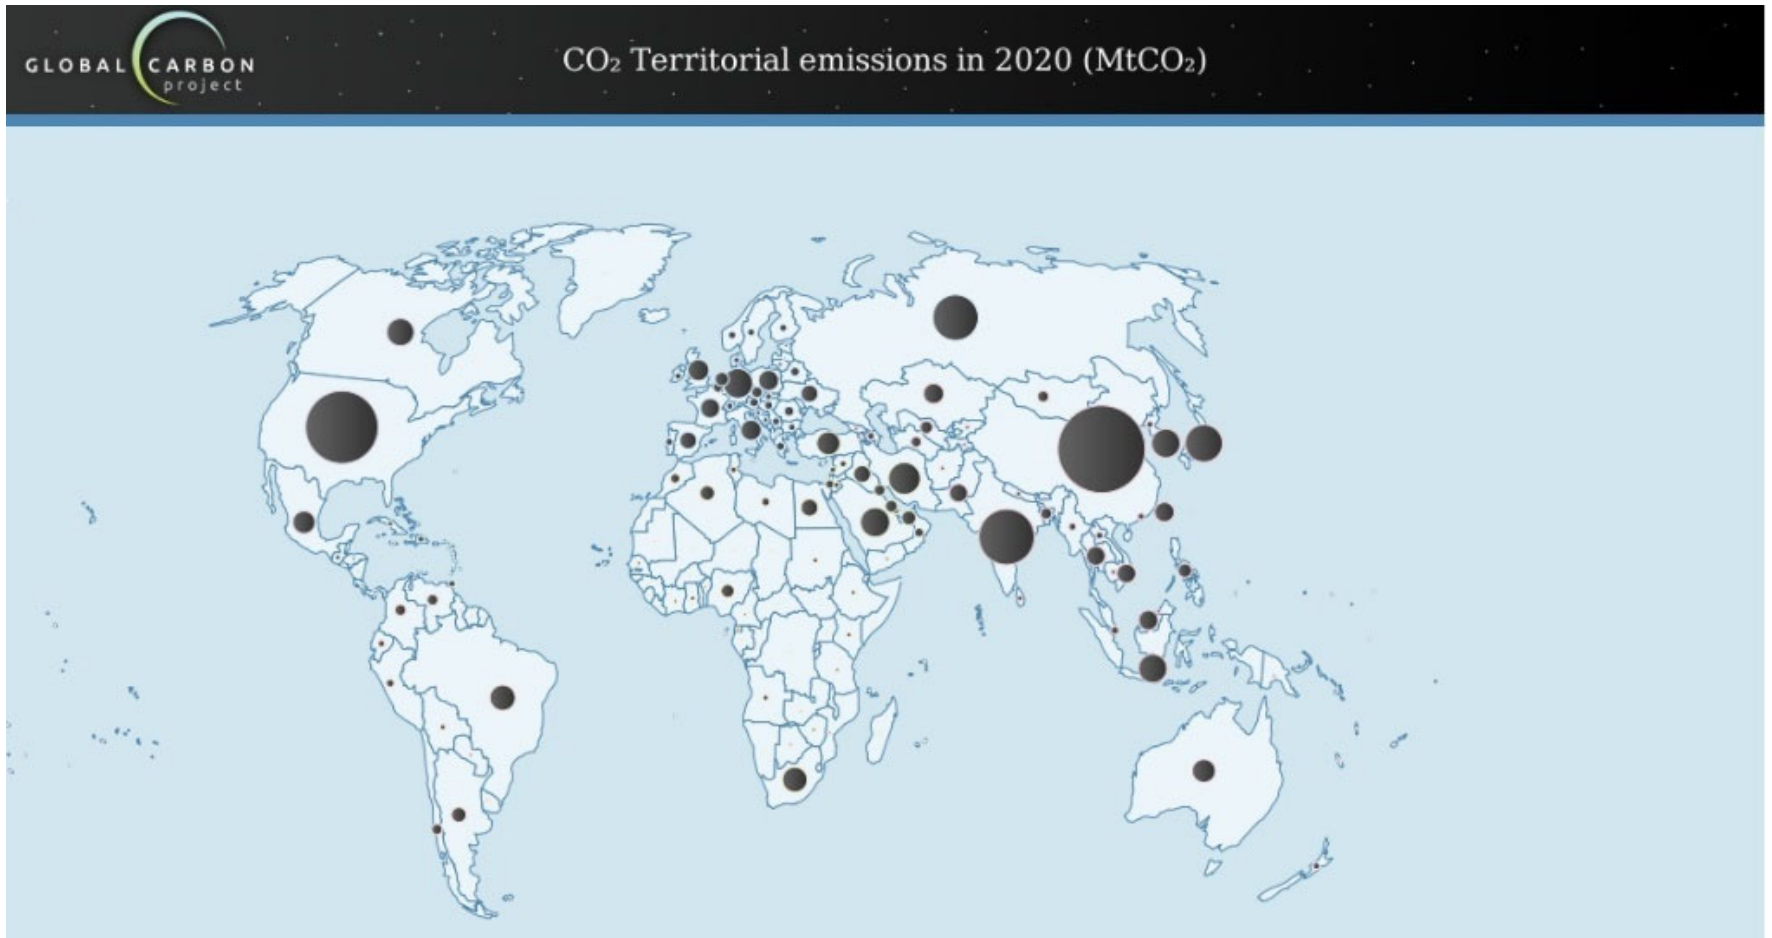 GLOBAL CARBON
project
CO₂ Territorial emissions in 2020 (MtCO₂)